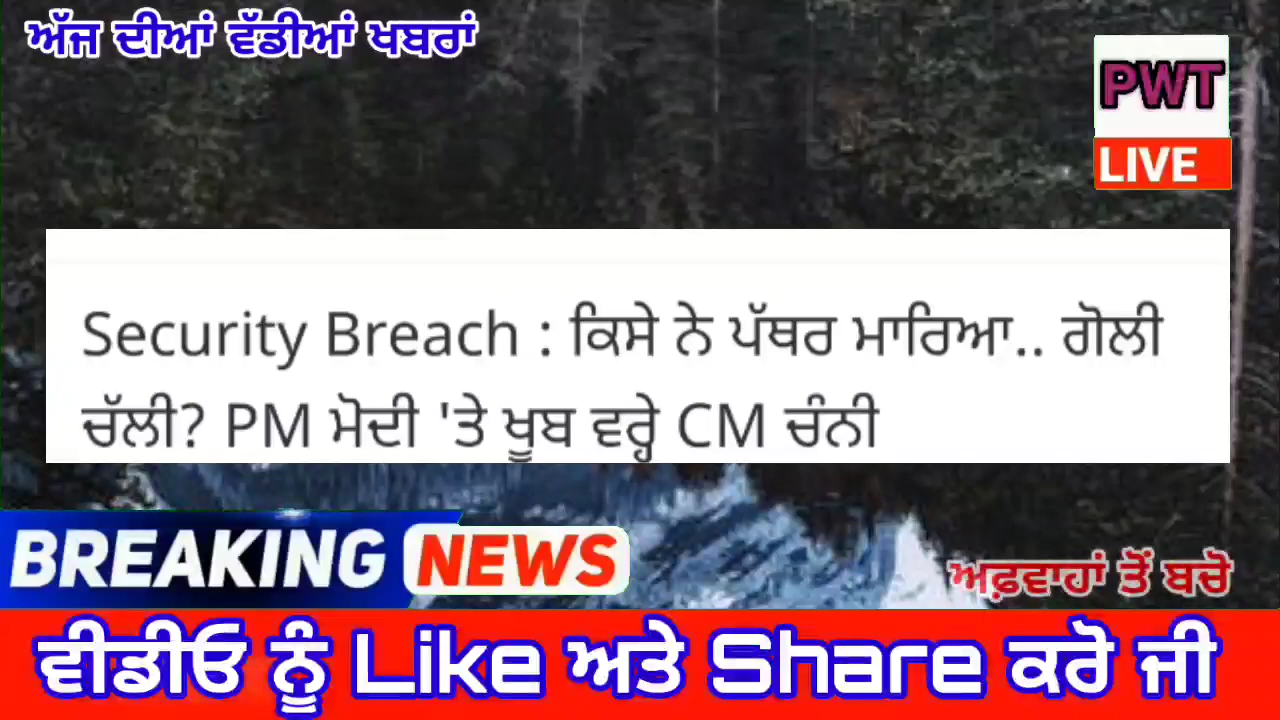 ਅੱਜ ਦੀਆਂ ਵੱਡੀਆਂ ਖਬਰਾਂ
PWT
LIVE
Security Breach : ਕਿਸੇ ਨੇ ਪੱਥਰ ਮਾਰਿਆ.. ਗੋਲੀ
ਚੱਲੀ? PM ਮੋਦੀ 'ਤੇ ਖੂਬ ਵਰ੍ਹੇ CM ਚੰਨੀ
BREAKING NEWS
ਅਫ਼ਵਾਹਾਂ ਤੋਂ ਬਚੋ
ਵੀਡੀਓ ਨੂੰ Like ਅਤੇ Share ਕਰੋ ਜੀ